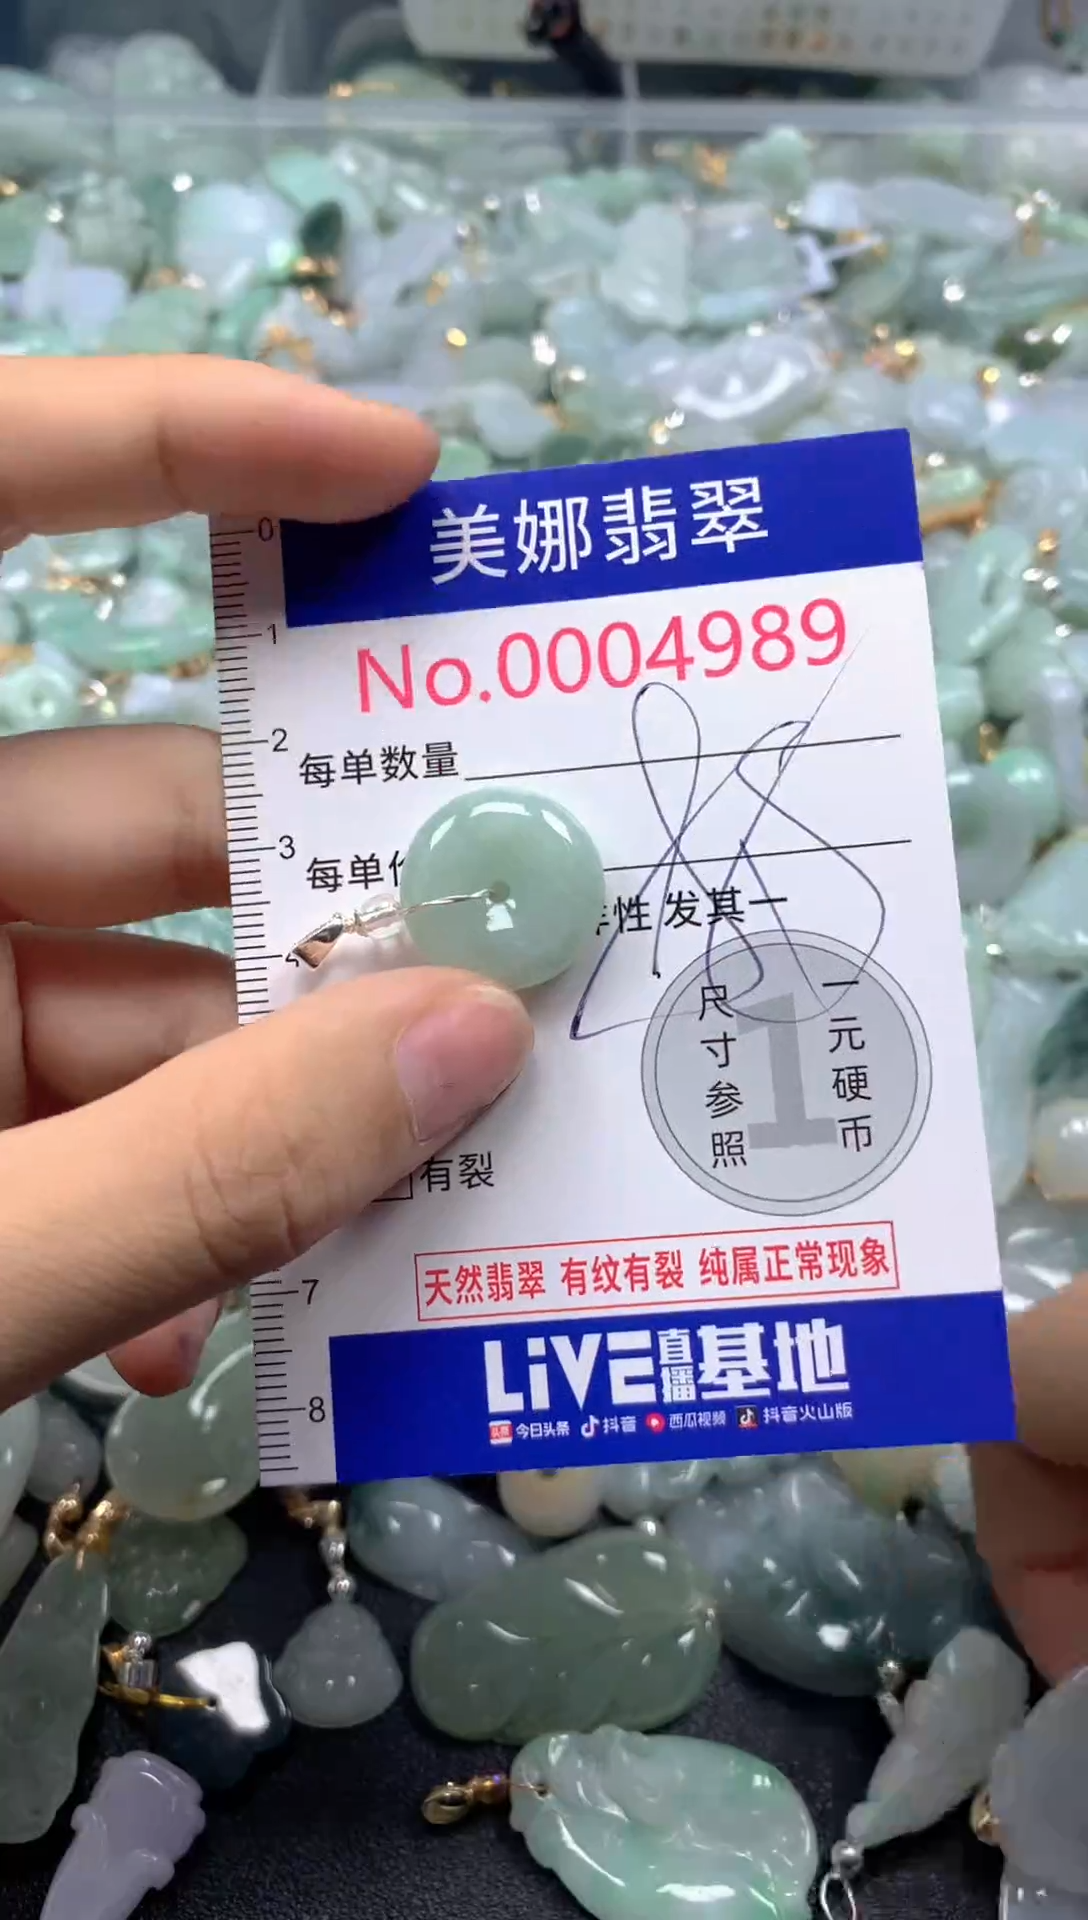 美娜翡翠
No.0004989
每单数量
每单
性 发其一
尺寸参照
一元硬币
有裂
天然翡翠 有纹有裂 纯属正常现象
LiVE直播基地
头条 今日头条 抖音 西瓜视频 抖音火山版
0
1
2
3
4
7
8
1